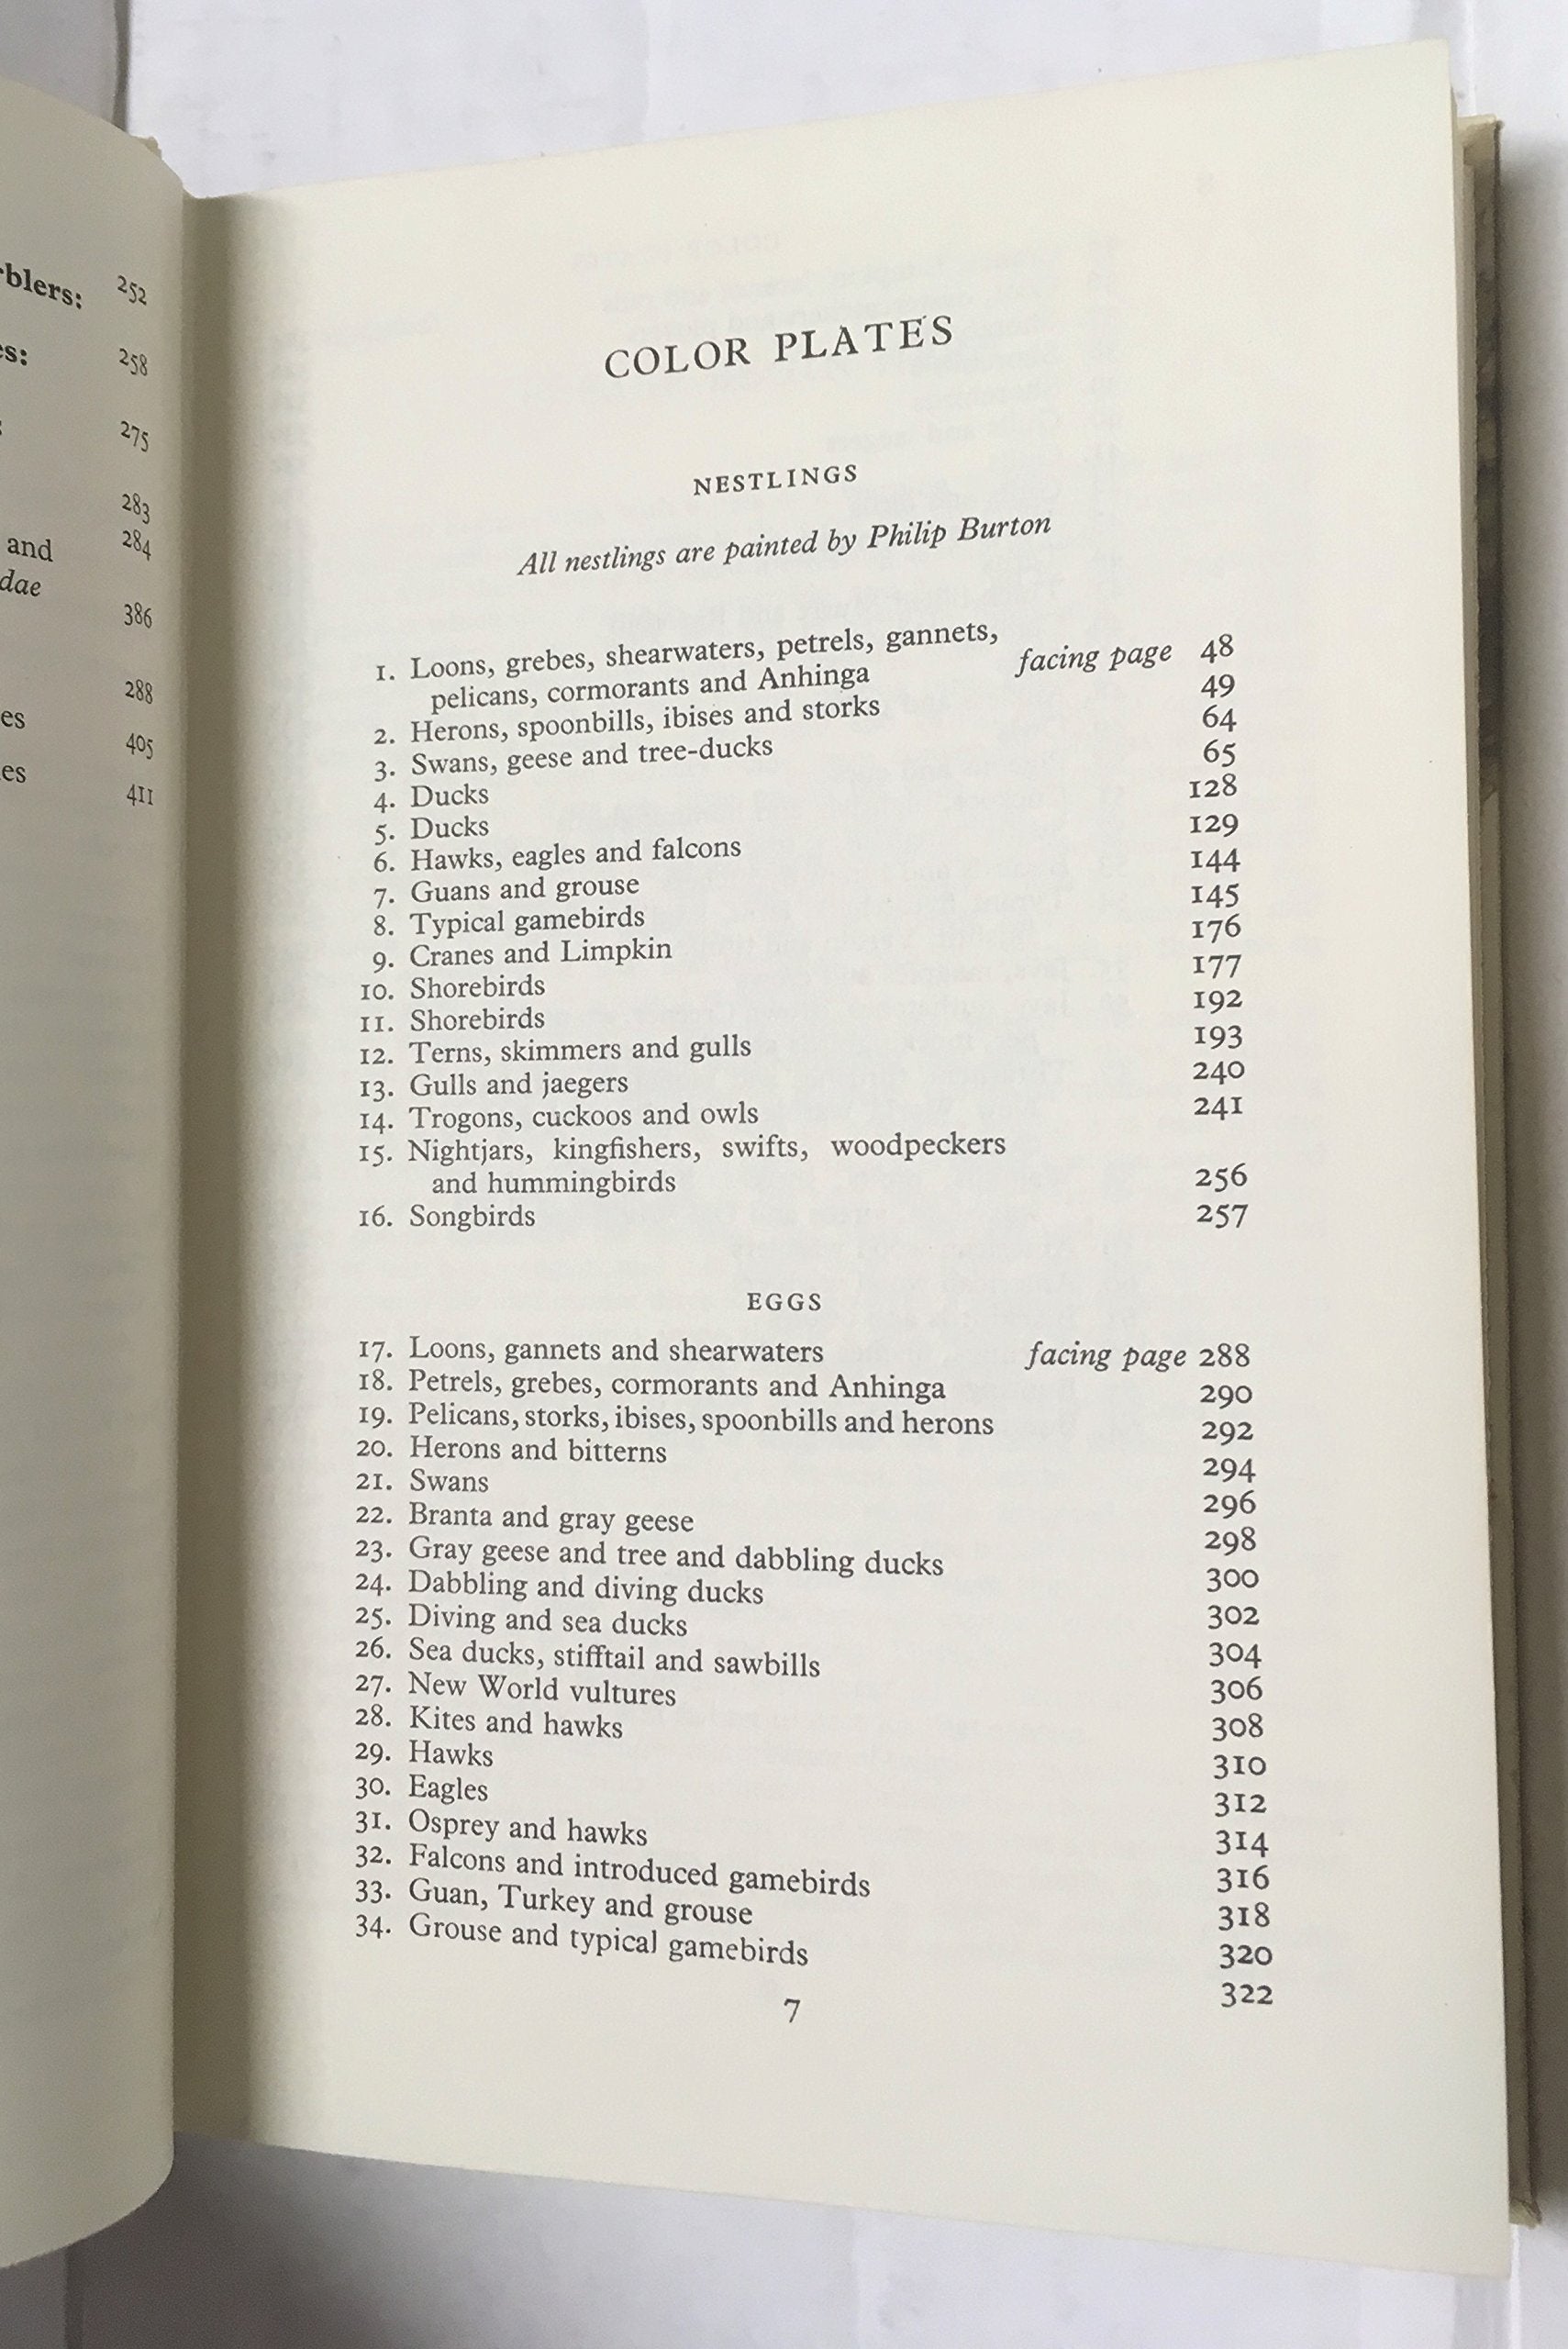 rblers: 252
es: 258
: 275
283
and 284
dae
386
288
es 405
es 411
COLOR PLATES
NESTLINGS
All nestlings are painted by Philip Burton
1. Loons, grebes, shearwaters, petrels, gannets,
pelicans, cormorants and Anhinga facing page 48
2. Herons, spoonbills, ibises and storks 49
3. Swans, geese and tree-ducks 64
4. Ducks 65
5. Ducks 128
6. Hawks, eagles and falcons 129
7. Guans and grouse 144
8. Typical gamebirds 145
9. Cranes and Limpkin 176
10. Shorebirds 177
11. Shorebirds 192
12. Terns, skimmers and gulls 193
13. Gulls and jaegers 240
14. Trogons, cuckoos and owls 241
15. Nightjars, kingfishers, swifts, woodpeckers
and hummingbirds 256
16. Songbirds 257
EGGS
17. Loons, gannets and shearwaters facing page 288
18. Petrels, grebes, cormorants and Anhinga 290
19. Pelicans, storks, ibises, spoonbills and herons 292
20. Herons and bitterns 294
21. Swans 296
22. Branta and gray geese 298
23. Gray geese and tree and dabbling ducks 300
24. Dabbling and diving ducks 302
25. Diving and sea ducks 304
26. Sea ducks, stifftail and sawbills 306
27. New World vultures 308
28. Kites and hawks 310
29. Hawks 312
30. Eagles 314
31. Osprey and hawks 316
32. Falcons and introduced gamebirds 318
33. Guan, Turkey and grouse 320
34. Grouse and typical gamebirds 322
7